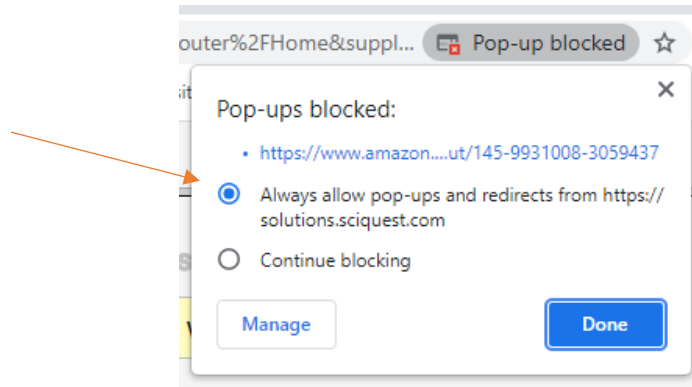 outer%2FHome&suppl... Pop-up blocked
sit
Pop-ups blocked:
• https://www.amazon....ut/145-9931008-3059437
Always allow pop-ups and redirects from https://
solutions.sciquest.com
Continue blocking
Manage Done